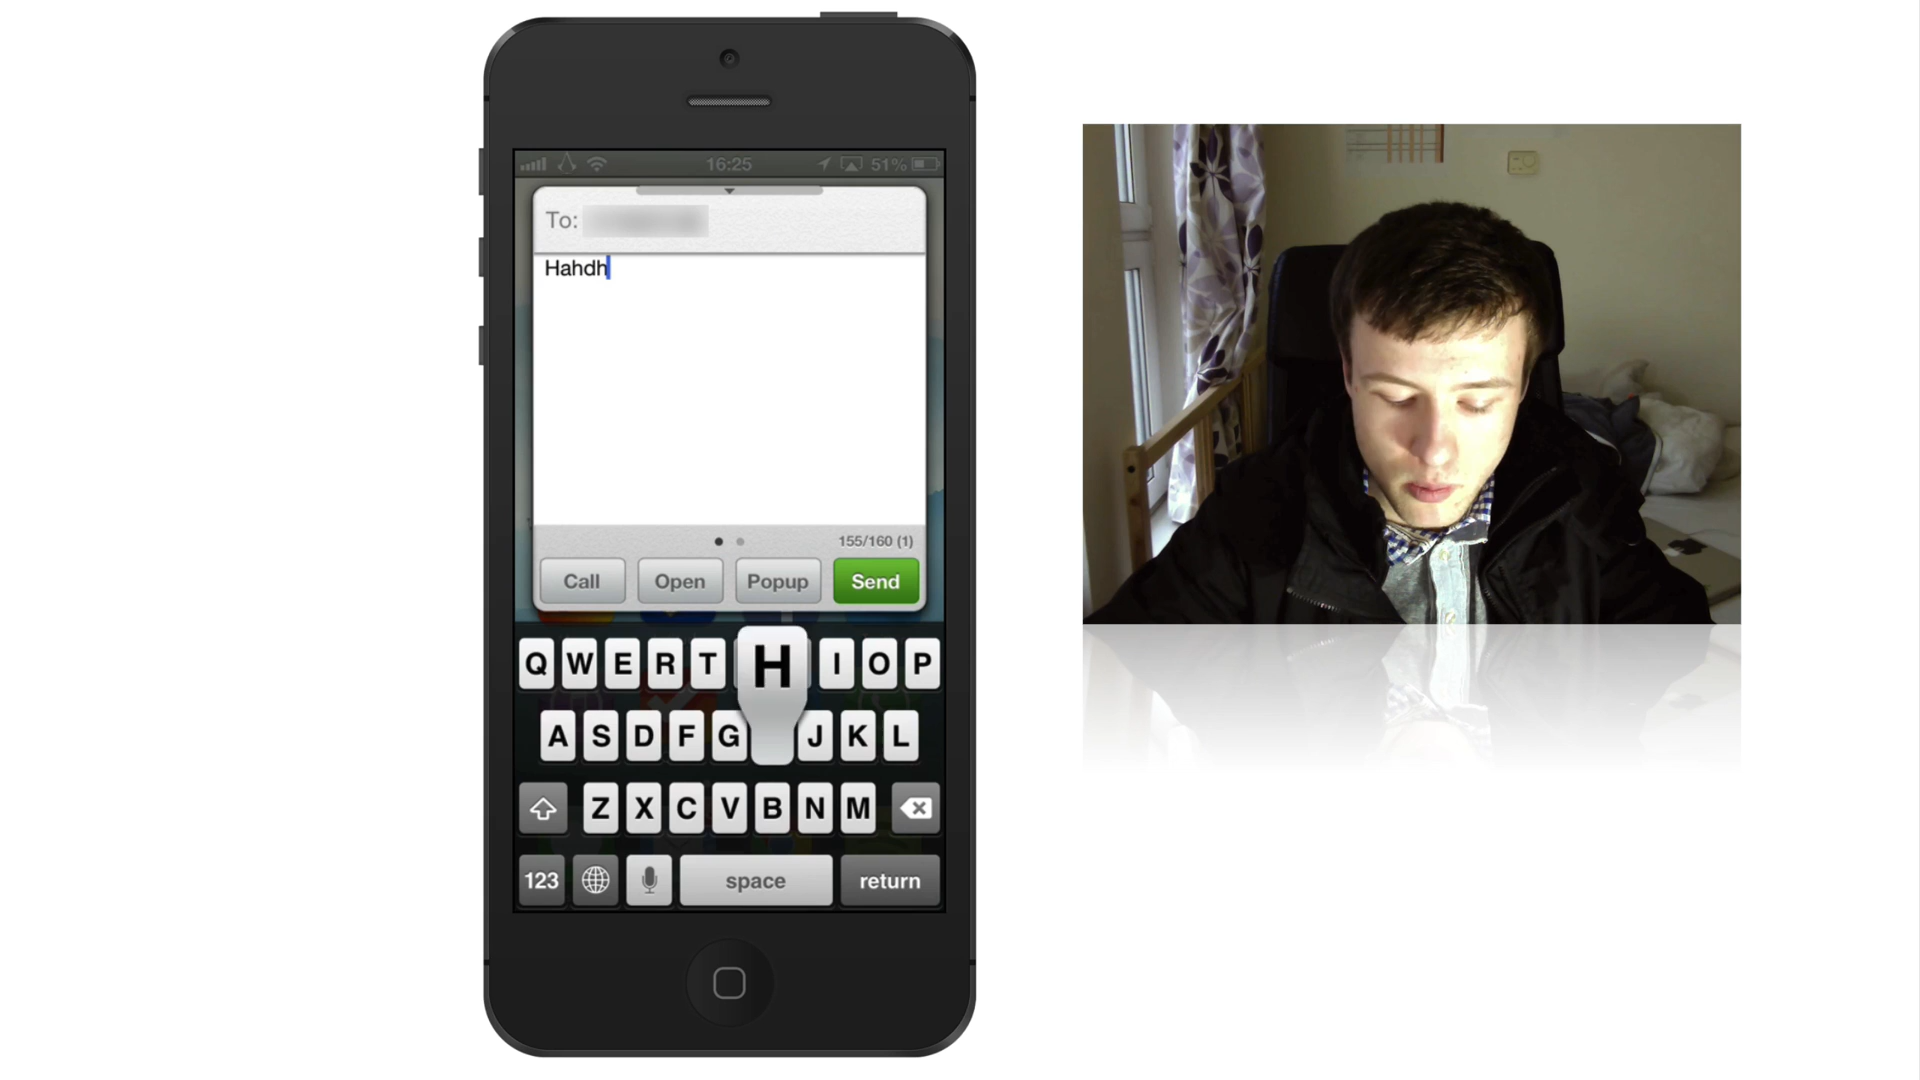 16:25 51%
To:
Hahdh
155/160 (1)
Call Open Popup Send
Q W E R T H I O P
A S D F G J K L
Z X C V B N M
123 space return